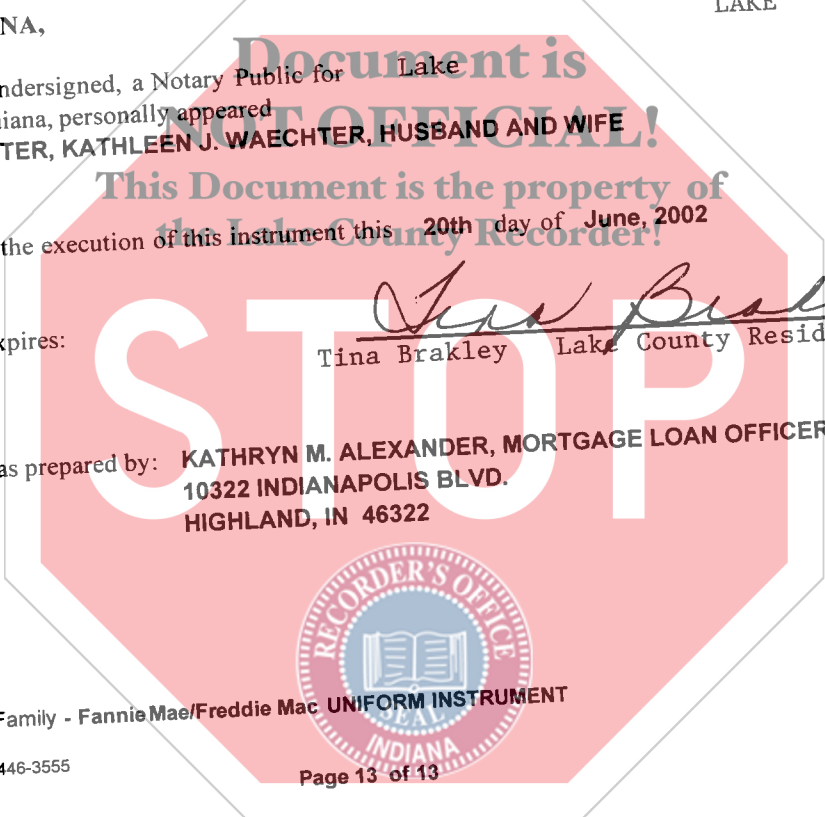 LAKE
NA,
Document is
ndersigned, a Notary Public for Lake
iana, personally appeared
NOT OFFICIAL!
TER, KATHLEEN J. WAECHTER, HUSBAND AND WIFE
This Document is the property of
the Lake County Recorder!
the execution of this instrument this 20th day of June, 2002
STOP
xpires:
Tina Brakley Lake County Resid
as prepared by: KATHRYN M. ALEXANDER, MORTGAGE LOAN OFFICER
10322 INDIANAPOLIS BLVD.
HIGHLAND, IN 46322
RECORDER'S OFFICE
SEAL
INDIANA
Family - Fannie Mae/Freddie Mac UNIFORM INSTRUMENT
446-3555
Page 13 of 13